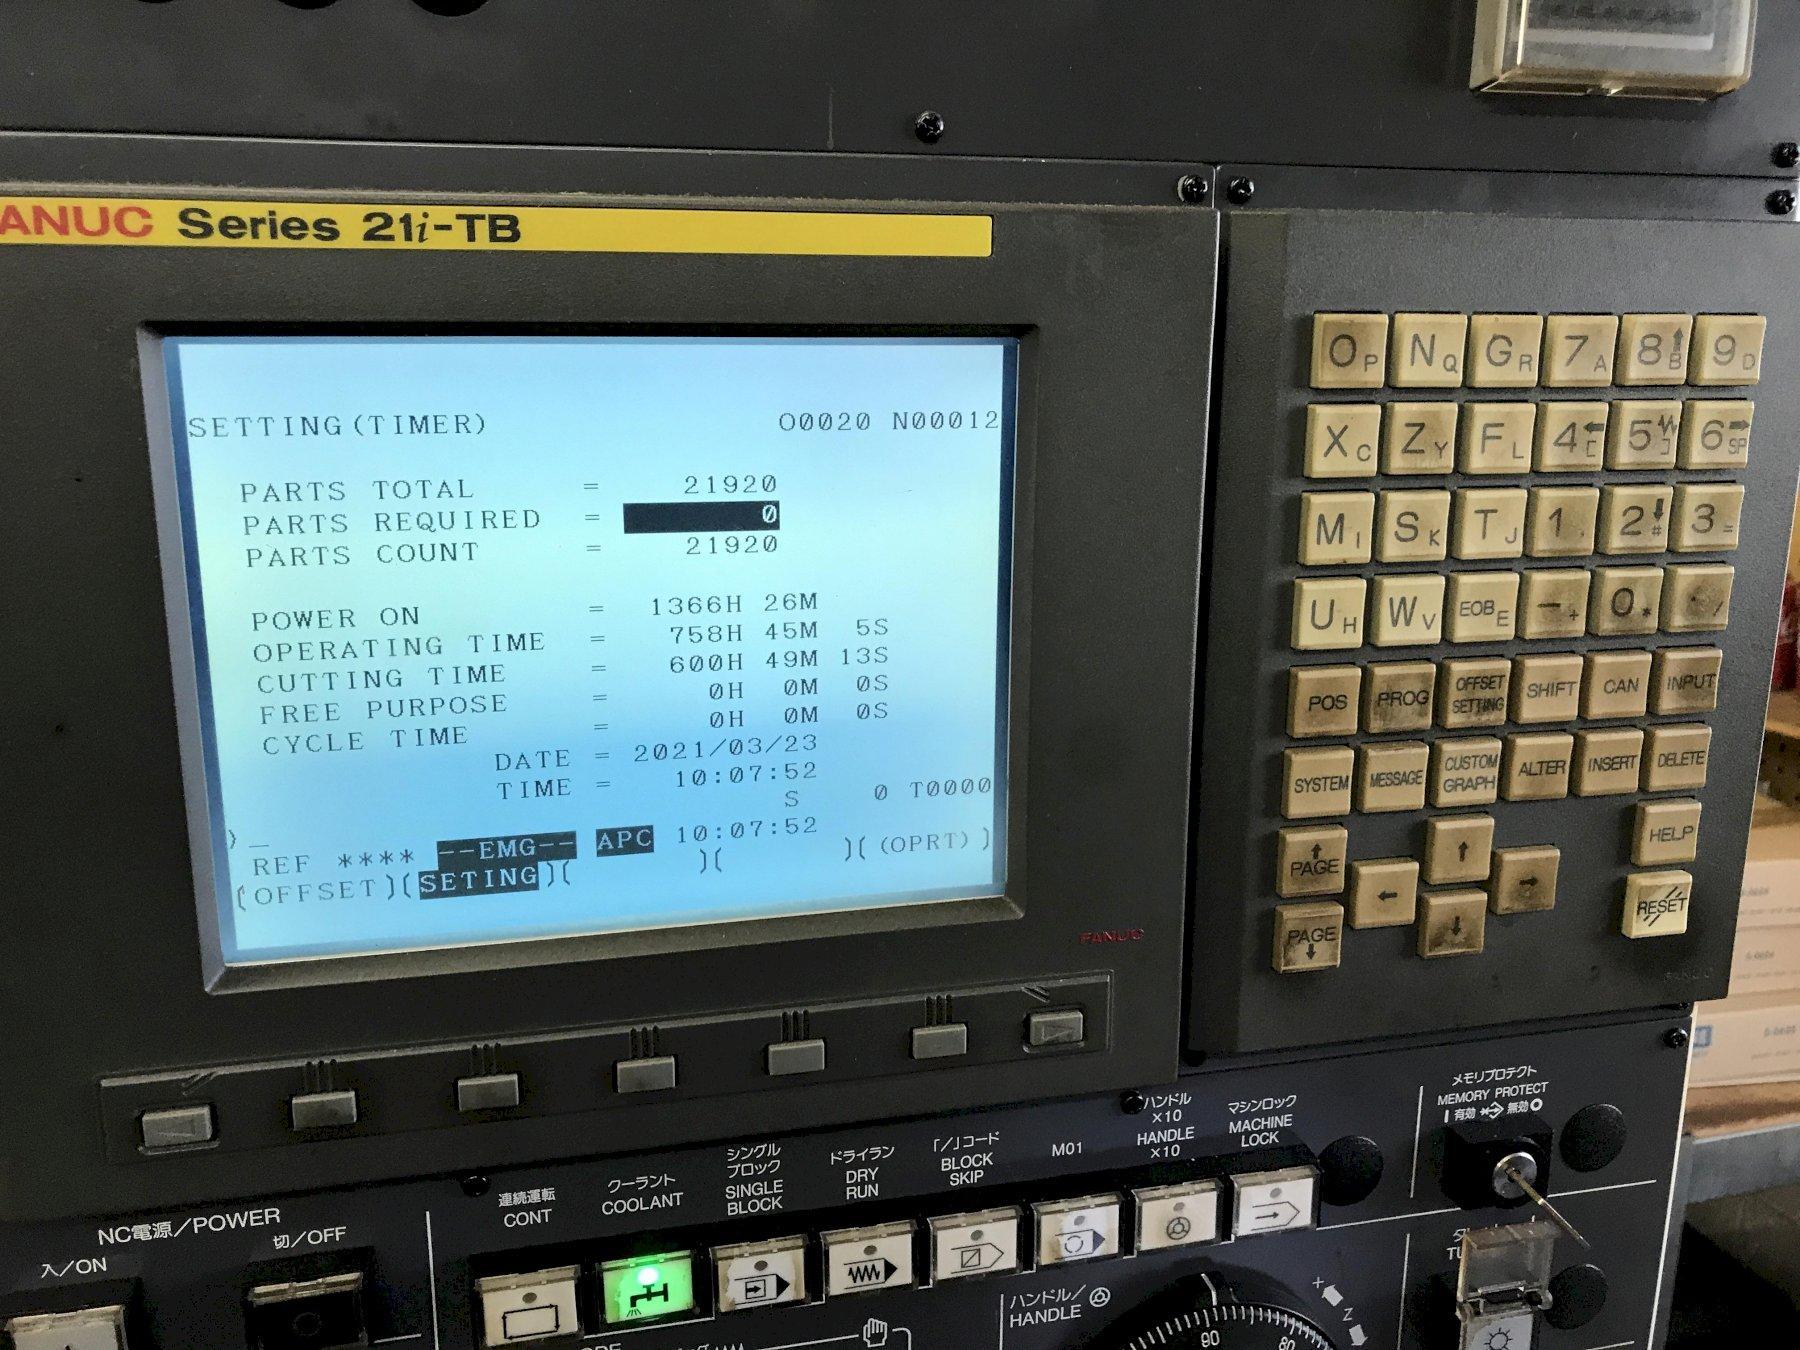 FANUC Series 21i-TB
SETTING(TIMER) O0020 N00012
PARTS TOTAL = 21920
PARTS REQUIRED = 0
PARTS COUNT = 21920
POWER ON = 1366H 26M
OPERATING TIME = 758H 45M 5S
CUTTING TIME = 600H 49M 13S
FREE PURPOSE = 0H 0M 0S
CYCLE TIME = 0H 0M 0S
DATE = 2021/03/23
TIME = 10:07:52
S 0 T0000
)_
REF **** --EMG-- APC 10:07:52
(OFFSET)(SETING)( )( )((OPRT))
FANUC
OP NQ GR 7A 8B 9D
XC ZY FL 4[ 5] 6SP
MI SK TJ 1, 2# 3=
UH WV EOBE -+ 0* ./
POS PROG OFFSET SETTING SHIFT CAN INPUT
SYSTEM MESSAGE CUSTOM GRAPH ALTER INSERT DELETE
PAGE ↑ ↑ HELP
← →
PAGE ↓ ↓ RESET
FANUC
NC電源/POWER
入/ON
切/OFF
連続運転
CONT
クーラント
COOLANT
シングル
ブロック
SINGLE
BLOCK
ドライラン
DRY
RUN
「/」コード
BLOCK
SKIP
M01
ハンドル
×10
HANDLE
×10
マシンロック
MACHINE
LOCK
メモリプロテクト
MEMORY PROTECT
I 有効 無効 O
ハンドル/
HANDLE
90 80
+
Z